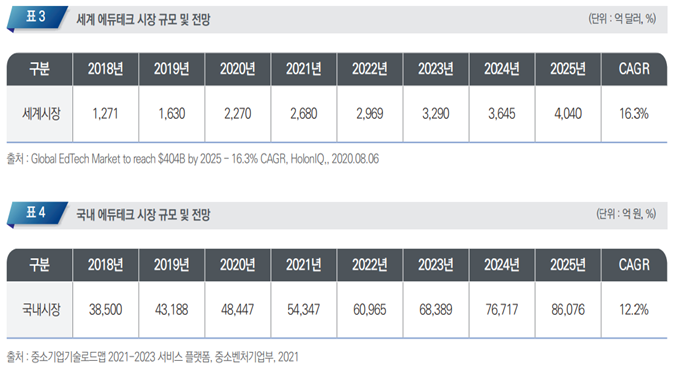 표 3 세계 에듀테크 시장 규모 및 전망 (단위 : 억 달러, %)
구분 2018년 2019년 2020년 2021년 2022년 2023년 2024년 2025년 CAGR
세계시장 1,271 1,630 2,270 2,680 2,969 3,290 3,645 4,040 16.3%
출처 : Global EdTech Market to reach $404B by 2025 - 16.3% CAGR, HolonIQ,, 2020.08.06
표 4 국내 에듀테크 시장 규모 및 전망 (단위 : 억 원, %)
구분 2018년 2019년 2020년 2021년 2022년 2023년 2024년 2025년 CAGR
국내시장 38,500 43,188 48,447 54,347 60,965 68,389 76,717 86,076 12.2%
출처 : 중소기업기술로드맵 2021-2023 서비스 플랫폼, 중소벤처기업부, 2021